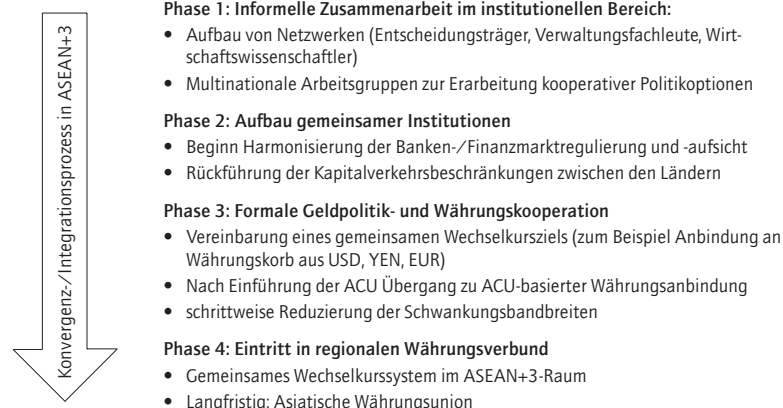 Konvergenz-/Integrationsprozess in ASEAN+3
Phase 1: Informelle Zusammenarbeit im institutionellen Bereich:
• Aufbau von Netzwerken (Entscheidungsträger, Verwaltungsfachleute, Wirt-
schaftswissenschaftler)
• Multinationale Arbeitsgruppen zur Erarbeitung kooperativer Politikoptionen
Phase 2: Aufbau gemeinsamer Institutionen
• Beginn Harmonisierung der Banken-/Finanzmarktregulierung und -aufsicht
• Rückführung der Kapitalverkehrsbeschränkungen zwischen den Ländern
Phase 3: Formale Geldpolitik- und Währungskooperation
• Vereinbarung eines gemeinsamen Wechselkursziels (zum Beispiel Anbindung an
Währungskorb aus USD, YEN, EUR)
• Nach Einführung der ACU Übergang zu ACU-basierter Währungsanbindung
• schrittweise Reduzierung der Schwankungsbandbreiten
Phase 4: Eintritt in regionalen Währungsverbund
• Gemeinsames Wechselkurssystem im ASEAN+3-Raum
• Langfristig: Asiatische Währungsunion